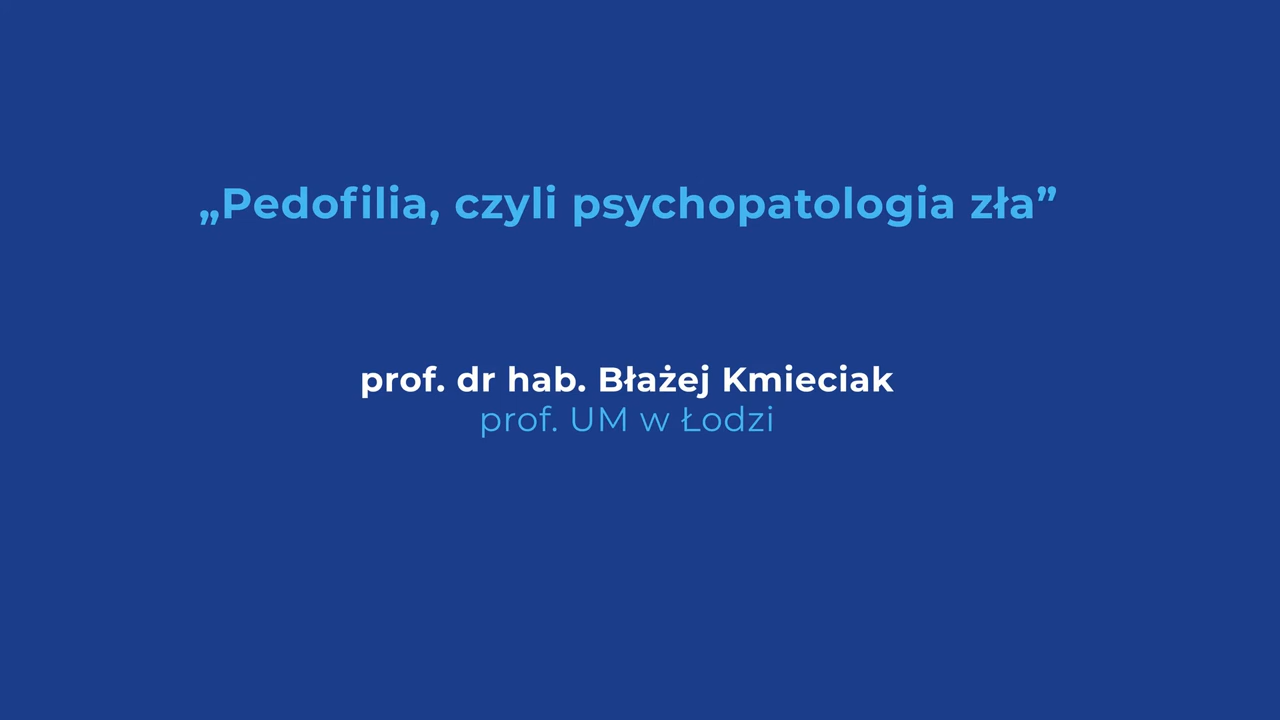 „Pedofilia, czyli psychopatologia zła”
prof. dr hab. Błażej Kmieciak
prof. UM w Łodzi